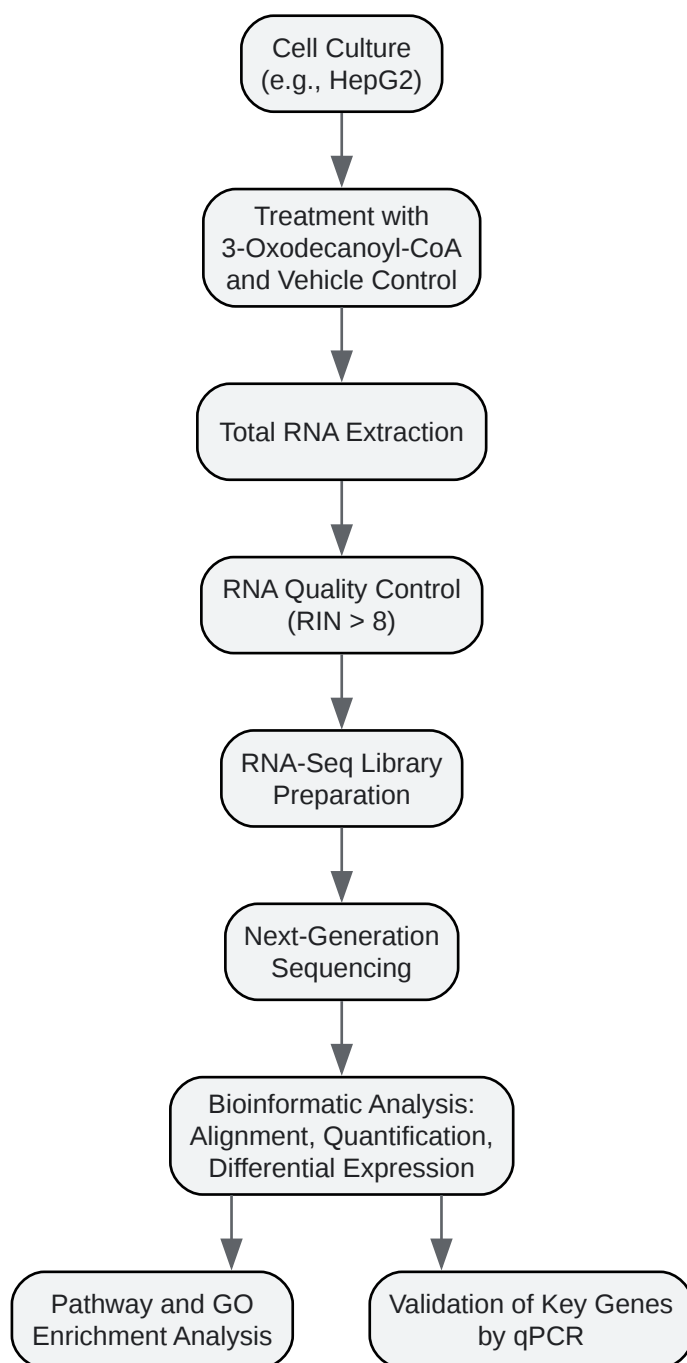 Cell Culture
(e.g., HepG2)
Treatment with
3-Oxodecanoyl-CoA
and Vehicle Control
Total RNA Extraction
RNA Quality Control
(RIN > 8)
RNA-Seq Library
Preparation
Next-Generation
Sequencing
Bioinformatic Analysis:
Alignment, Quantification,
Differential Expression
Pathway and GO
Enrichment Analysis
Validation of Key Genes
by qPCR